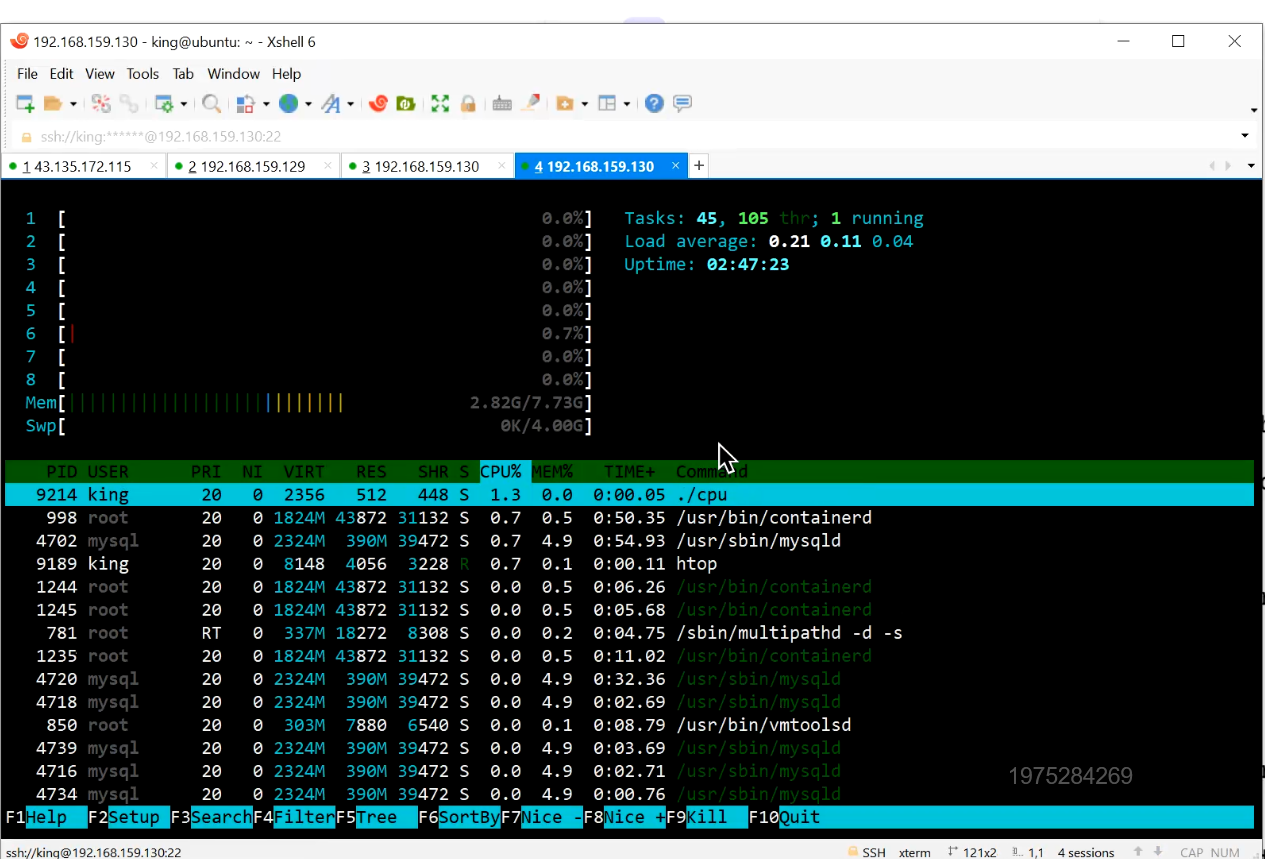 192.168.159.130 - king@ubuntu: ~ - Xshell 6
File Edit View Tools Tab Window Help
ssh://king:******@192.168.159.130:22
1 43.135.172.115 × 2 192.168.159.129 × 3 192.168.159.130 × 4 192.168.159.130 × +
1 [ 0.0%] Tasks: 45, 105 thr; 1 running
2 [ 0.0%] Load average: 0.21 0.11 0.04
3 [ 0.0%] Uptime: 02:47:23
4 [ 0.0%]
5 [ 0.0%]
6 [| 0.7%]
7 [ 0.0%]
8 [ 0.0%]
Mem[||||||||||||||||||||||||||| 2.82G/7.73G]
Swp[ 0K/4.00G]
PID USER PRI NI VIRT RES SHR S CPU% MEM% TIME+ Command
9214 king 20 0 2356 512 448 S 1.3 0.0 0:00.05 ./cpu
998 root 20 0 1824M 43872 31132 S 0.7 0.5 0:50.35 /usr/bin/containerd
4702 mysql 20 0 2324M 390M 39472 S 0.7 4.9 0:54.93 /usr/sbin/mysqld
9189 king 20 0 8148 4056 3228 R 0.7 0.1 0:00.11 htop
1244 root 20 0 1824M 43872 31132 S 0.0 0.5 0:06.26 /usr/bin/containerd
1245 root 20 0 1824M 43872 31132 S 0.0 0.5 0:05.68 /usr/bin/containerd
781 root RT 0 337M 18272 8308 S 0.0 0.2 0:04.75 /sbin/multipathd -d -s
1235 root 20 0 1824M 43872 31132 S 0.0 0.5 0:11.02 /usr/bin/containerd
4720 mysql 20 0 2324M 390M 39472 S 0.0 4.9 0:32.36 /usr/sbin/mysqld
4718 mysql 20 0 2324M 390M 39472 S 0.0 4.9 0:02.69 /usr/sbin/mysqld
850 root 20 0 303M 7880 6540 S 0.0 0.1 0:08.79 /usr/bin/vmtoolsd
4739 mysql 20 0 2324M 390M 39472 S 0.0 4.9 0:03.69 /usr/sbin/mysqld
4716 mysql 20 0 2324M 390M 39472 S 0.0 4.9 0:02.71 /usr/sbin/mysqld
1975284269
4734 mysql 20 0 2324M 390M 39472 S 0.0 4.9 0:00.76 /usr/sbin/mysqld
F1Help F2Setup F3SearchF4FilterF5Tree F6SortByF7Nice -F8Nice +F9Kill F10Quit
ssh://king@192.168.159.130:22 SSH xterm 121x2 1,1 4 sessions CAP NUM